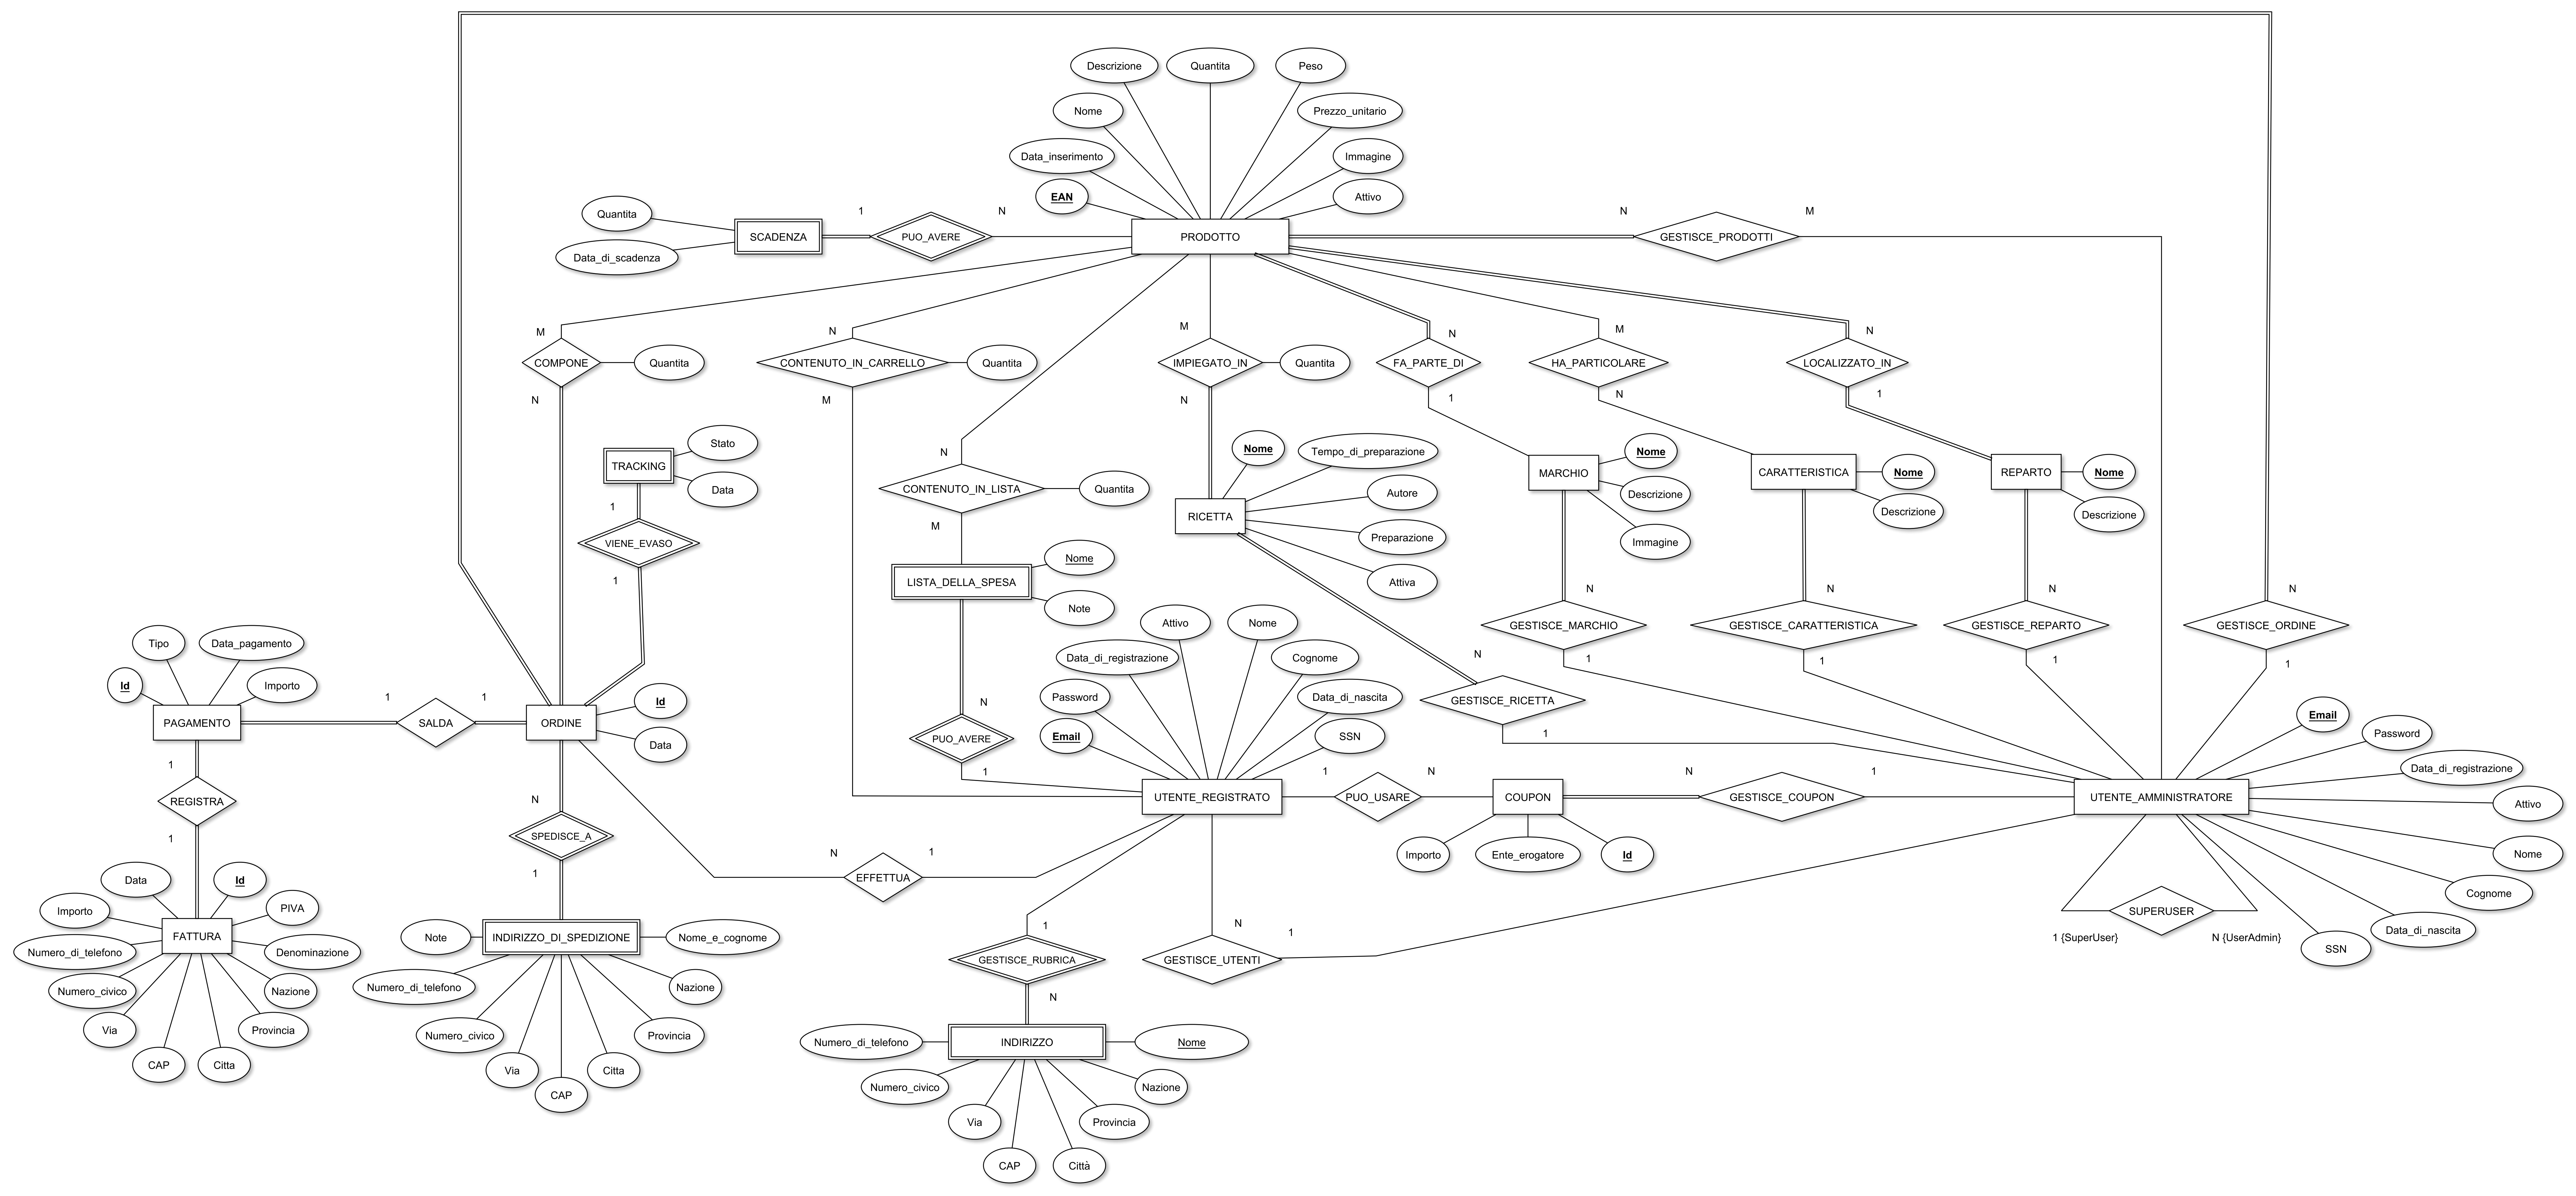 Descrizione
Quantita
Peso
Nome
Prezzo_unitario
Data_inserimento
Immagine
EAN
Attivo
Quantita
Data_di_scadenza
SCADENZA
1
PUO_AVERE
N
PRODOTTO
N
GESTISCE_PRODOTTI
M
M
COMPONE
Quantita
N
N
CONTENUTO_IN_CARRELLO
Quantita
M
M
IMPIEGATO_IN
Quantita
N
N
FA_PARTE_DI
1
M
HA_PARTICOLARE
N
N
LOCALIZZATO_IN
1
TRACKING
Stato
Data
1
VIENE_EVASO
1
N
CONTENUTO_IN_LISTA
Quantita
M
LISTA_DELLA_SPESA
Nome
Note
N
PUO_AVERE
1
RICETTA
Nome
Tempo_di_preparazione
Autore
Preparazione
Attiva
N
GESTISCE_RICETTA
1
MARCHIO
Nome
Descrizione
Immagine
N
GESTISCE_MARCHIO
1
CARATTERISTICA
Nome
Descrizione
N
GESTISCE_CARATTERISTICA
1
REPARTO
Nome
Descrizione
N
GESTISCE_REPARTO
1
N
GESTISCE_ORDINE
1
Tipo
Data_pagamento
Id
Importo
PAGAMENTO
1
SALDA
1
ORDINE
Id
Data
1
REGISTRA
1
Data
Id
Importo
PIVA
FATTURA
Numero_di_telefono
Denominazione
Numero_civico
Nazione
Via
Provincia
CAP
Citta
N
SPEDISCE_A
1
Note
INDIRIZZO_DI_SPEDIZIONE
Nome_e_cognome
Numero_di_telefono
Nazione
Numero_civico
Provincia
Via
Citta
CAP
N
EFFETTUA
1
Attivo
Nome
Data_di_registrazione
Cognome
Password
Data_di_nascita
Email
SSN
UTENTE_REGISTRATO
1
PUO_USARE
N
COUPON
Importo
Ente_erogatore
Id
N
GESTISCE_COUPON
1
1
GESTISCE_RUBRICA
N
N
GESTISCE_UTENTI
1
Numero_di_telefono
INDIRIZZO
Nome
Numero_civico
Nazione
Via
Provincia
CAP
Città
UTENTE_AMMINISTRATORE
Email
Password
Data_di_registrazione
Attivo
Nome
Cognome
Data_di_nascita
SSN
SUPERUSER
1 {SuperUser}
N {UserAdmin}